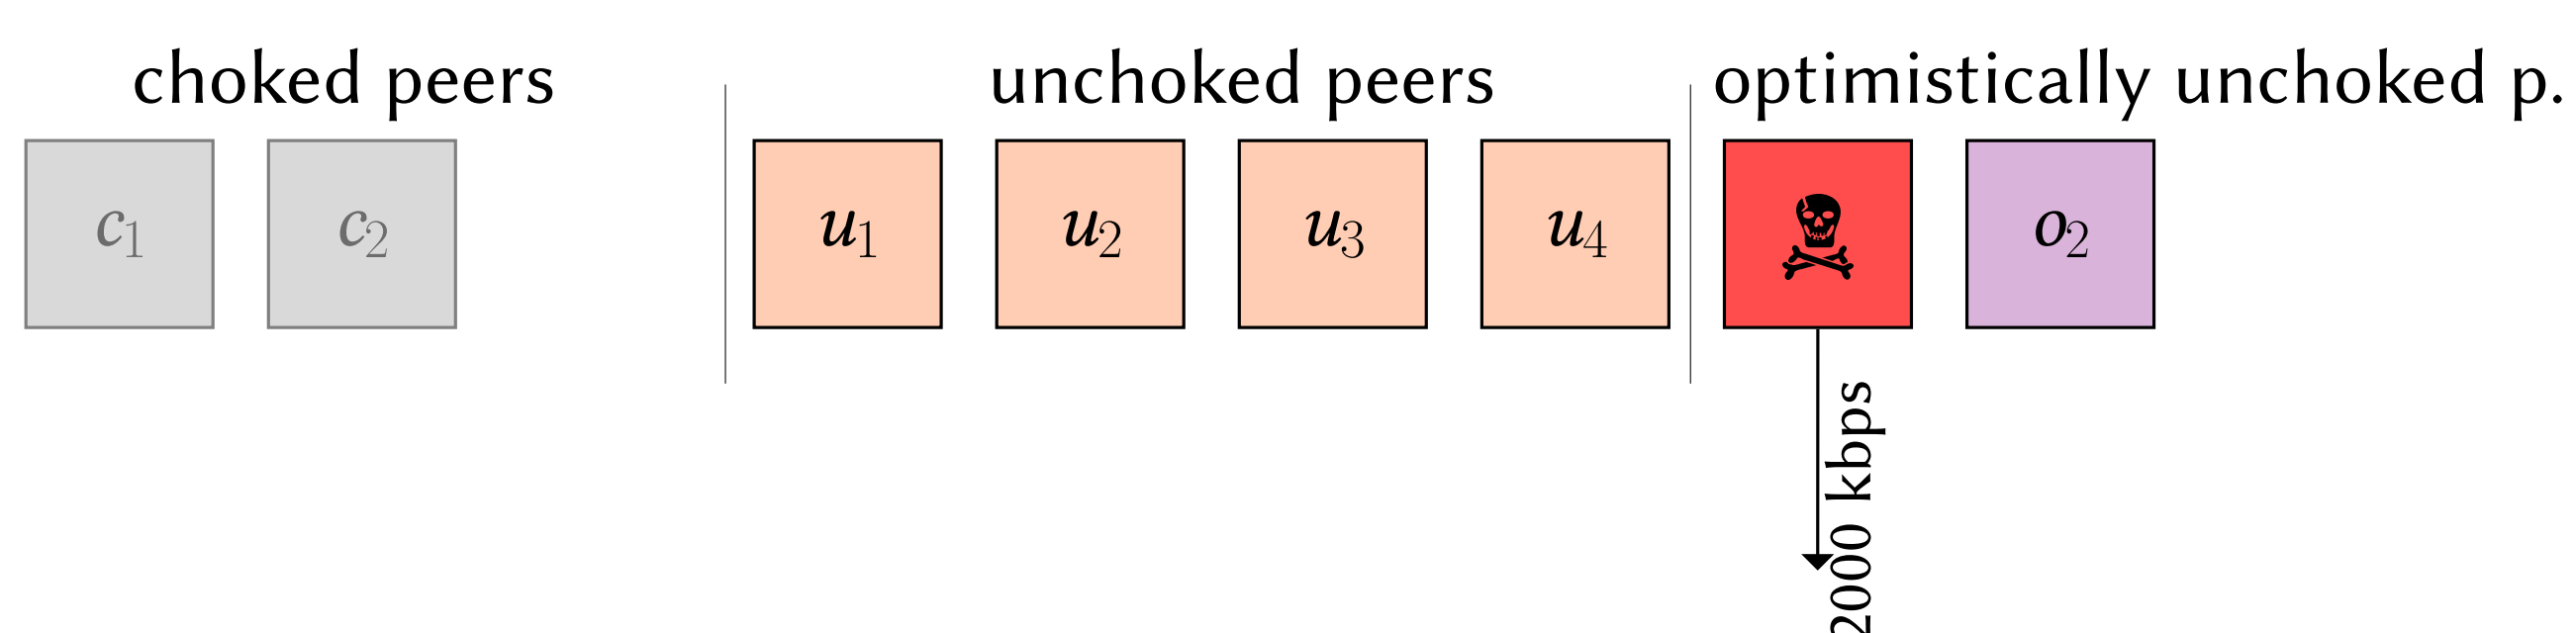 choked peers
unchoked peers
optimistically unchoked p.
c1
c2
u1
u2
u3
u4
o2
2000 kbps